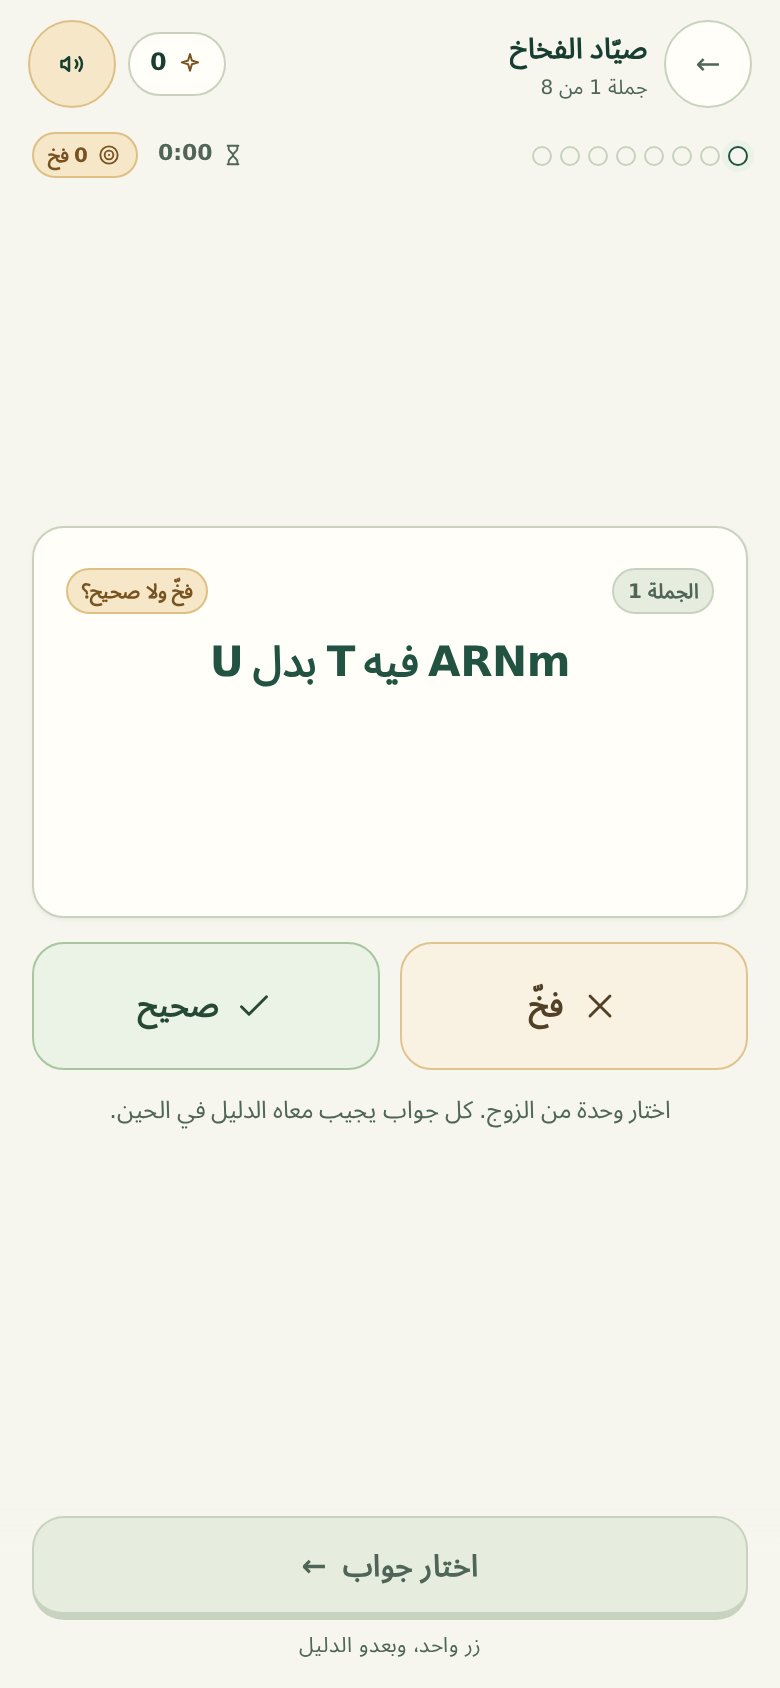 صيّاد الفخاخ
جملة 1 من 8
0
0:00
0 فخ
الجملة 1
فخّ ولا صحيح؟
ARNm فيه T بدل U
فخّ
صحيح
اختار وحدة من الزوج. كل جواب يجيب معاه الدليل في الحين.
اختار جواب ←
زر واحد، وبعدو الدليل